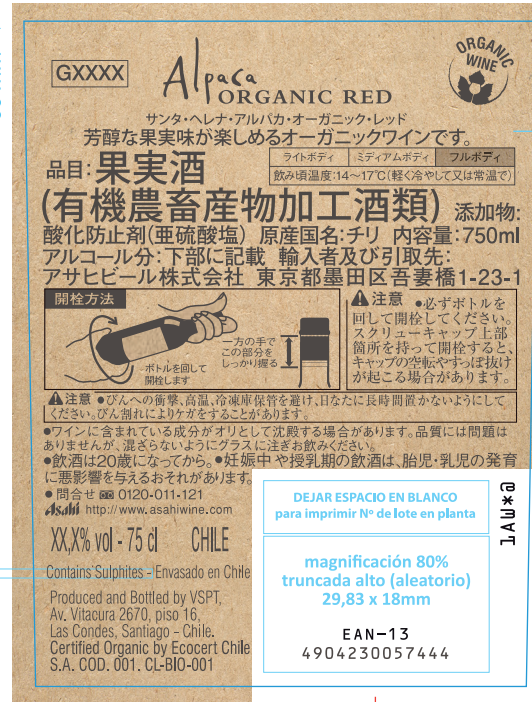 GXXXX
Alpaca
ORGANIC RED
ORGANIC
WINE
サンタ・ヘレナ・アルパカ・オーガニック・レッド
芳醇な果実味が楽しめるオーガニックワインです。
品目:果実酒
ライトボディ ミディアムボディ フルボディ
飲み頃温度:14~17℃(軽く冷やして又は常温で)
(有機農畜産物加工酒類) 添加物:
酸化防止剤(亜硫酸塩) 原産国名:チリ 内容量:750ml
アルコール分:下部に記載 輸入者及び引取先:
アサヒビール株式会社 東京都墨田区吾妻橋1-23-1
開栓方法
ボトルを回して
開栓します
一方の手で
この部分を
しっかり握る
注意 ●必ずボトルを
回して開栓してください。
スクリューキャップ上部
箇所を持って開栓すると、
キャップの空転やすっぽ抜け
が起こる場合があります。
注意 ●びんへの衝撃、高温、冷凍庫保管を避け、日なたに長時間置かないようにして
ください。びん割れによりケガをすることがあります。
●ワインに含まれている成分がオリとして沈殿する場合があります。品質には問題は
ありませんが、混ざらないようにグラスに注ぎお飲みください。
●飲酒は20歳になってから。●妊娠中や授乳期の飲酒は、胎児・乳児の発育
に悪影響を与えるおそれがあります。
●問合せ 0120-011-121
Asahi http://www.asahiwine.com
XX,X% vol - 75 cl CHILE
Contains Sulphites - Envasado en Chile
Produced and Bottled by VSPT,
Av. Vitacura 2670, piso 16,
Las Condes, Santiago - Chile.
Certified Organic by Ecocert Chile
S.A. COD. 001. CL-BIO-001
DEJAR ESPACIO EN BLANCO
para imprimir Nº de lote en planta
magnificación 80%
truncada alto (aleatorio)
29,83 x 18mm
EAN-13
4904230057444